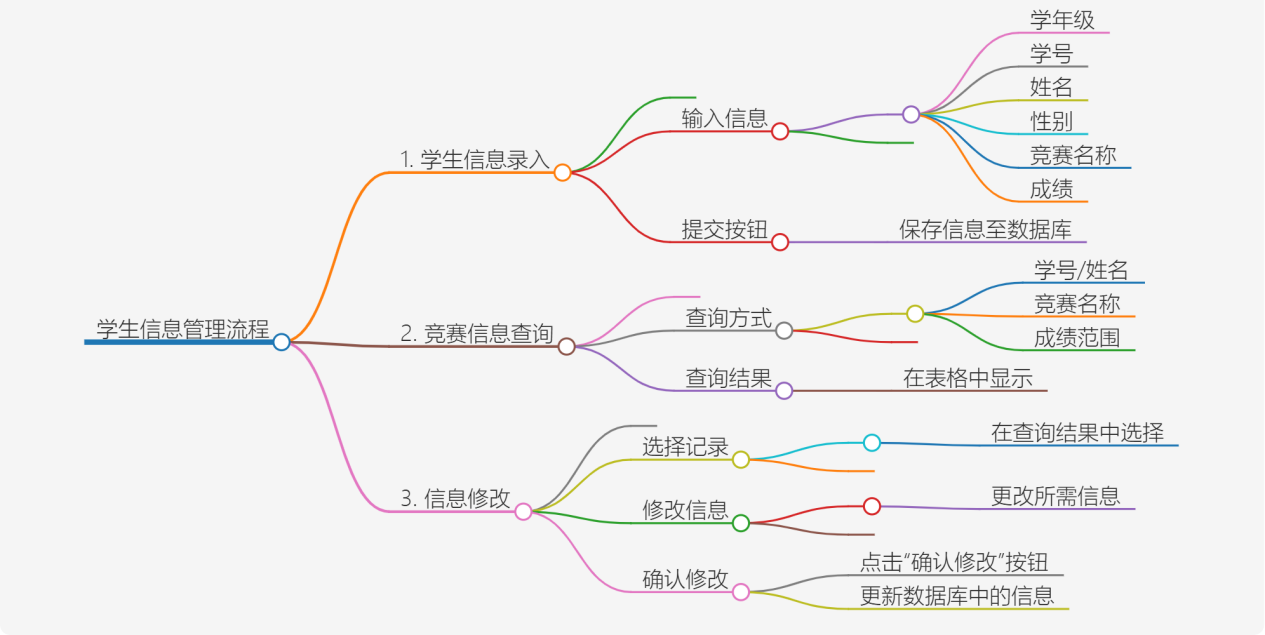 学生信息管理流程
1. 学生信息录入
输入信息
学年级
学号
姓名
性别
竞赛名称
成绩
提交按钮
保存信息至数据库
2. 竞赛信息查询
查询方式
学号/姓名
竞赛名称
成绩范围
查询结果
在表格中显示
3. 信息修改
选择记录
在查询结果中选择
修改信息
更改所需信息
确认修改
点击“确认修改”按钮
更新数据库中的信息